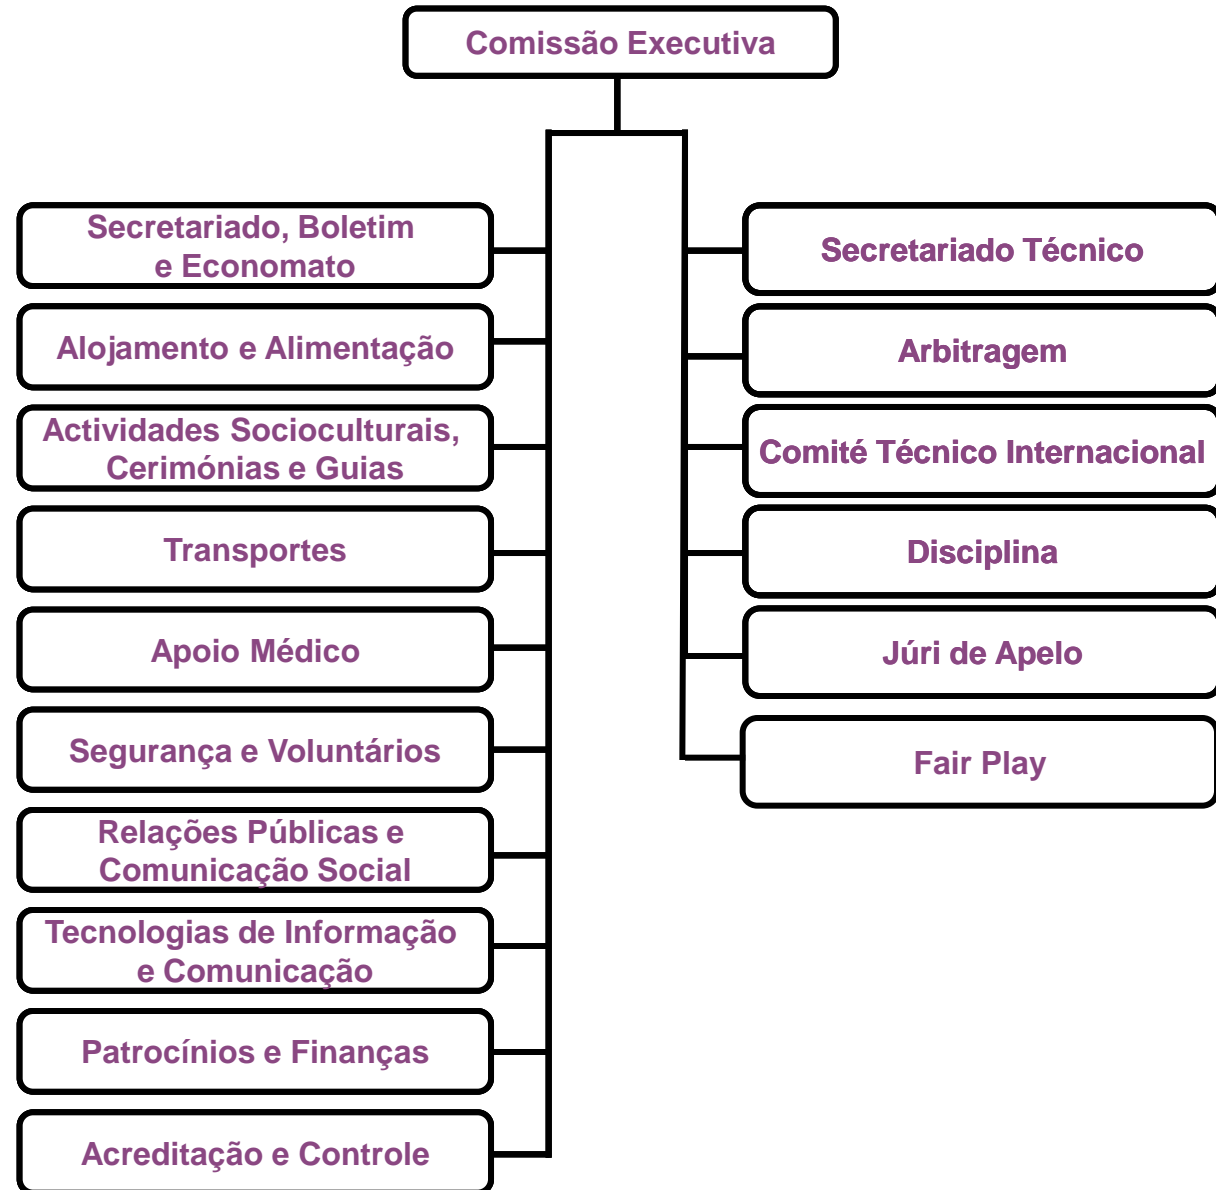 Comissão Executiva
Secretariado, Boletim
e Economato
Alojamento e Alimentação
Actividades Socioculturais,
Cerimónias e Guias
Transportes
Apoio Médico
Segurança e Voluntários
Relações Públicas e
Comunicação Social
Tecnologias de Informação
e Comunicação
Patrocínios e Finanças
Acreditação e Controle
Secretariado Técnico
Arbitragem
Comité Técnico Internacional
Disciplina
Júri de Apelo
Fair Play